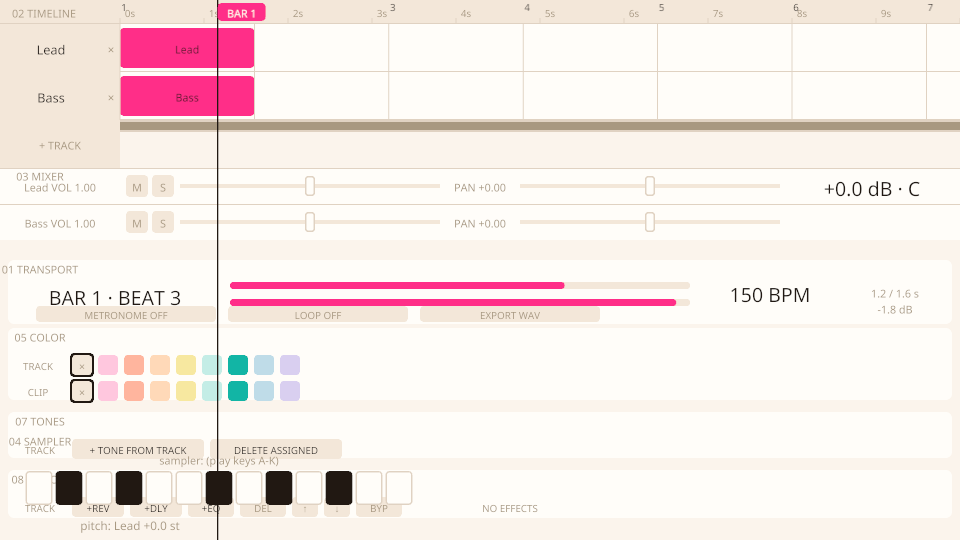 02 TIMELINE 1 0s 1s BAR 1 2s 3 3s 4 4s 5s 5 6s 6 6s 7s 8s 9s 7
Lead × Lead
Bass × Bass
+ TRACK
03 MIXER
Lead VOL 1.00 M S PAN +0.00 +0.0 dB · C
Bass VOL 1.00 M S PAN +0.00
01 TRANSPORT
BAR 1 · BEAT 3 150 BPM 1.2 / 1.6 s
-1.8 dB
METRONOME OFF LOOP OFF EXPORT WAV
05 COLOR
TRACK ×
CLIP ×
07 TONES
04 SAMPLER
TRACK + TONE FROM TRACK DELETE ASSIGNED
sampler: (play keys A-K)
08
TRACK +REV +DLY +EQ DEL ↑ ↓ BYP NO EFFECTS
pitch: Lead +0.0 st